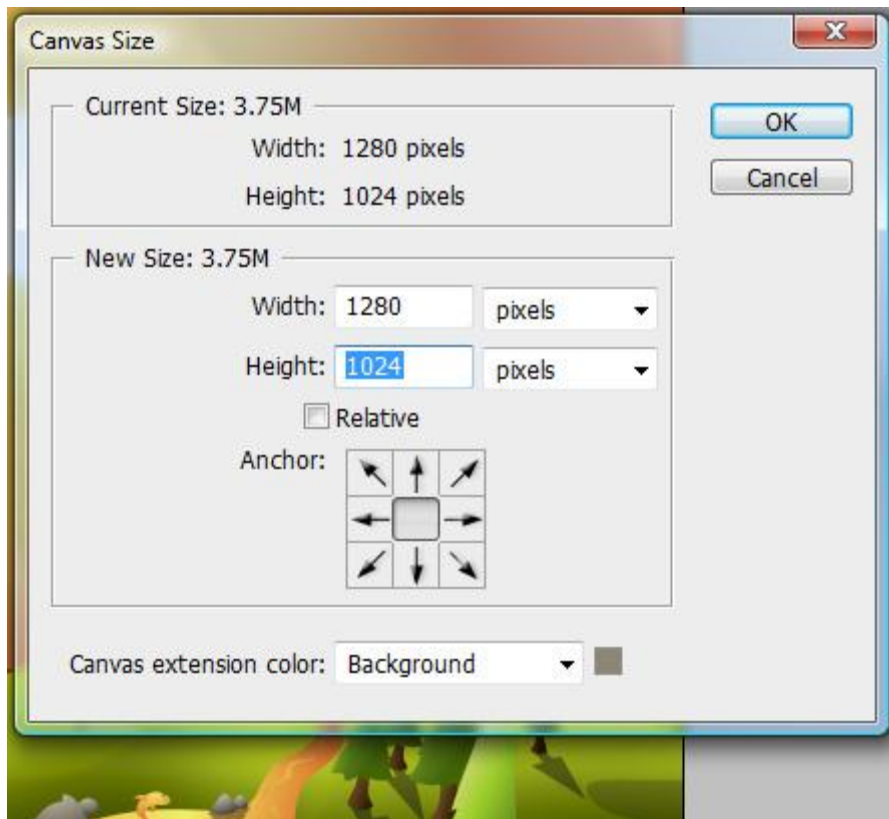 Canvas Size
Current Size: 3.75M
OK
Width: 1280 pixels
Cancel
Height: 1024 pixels
New Size: 3.75M
Width: 1280 pixels
Height: 1024 pixels
Relative
Anchor:
Canvas extension color: Background